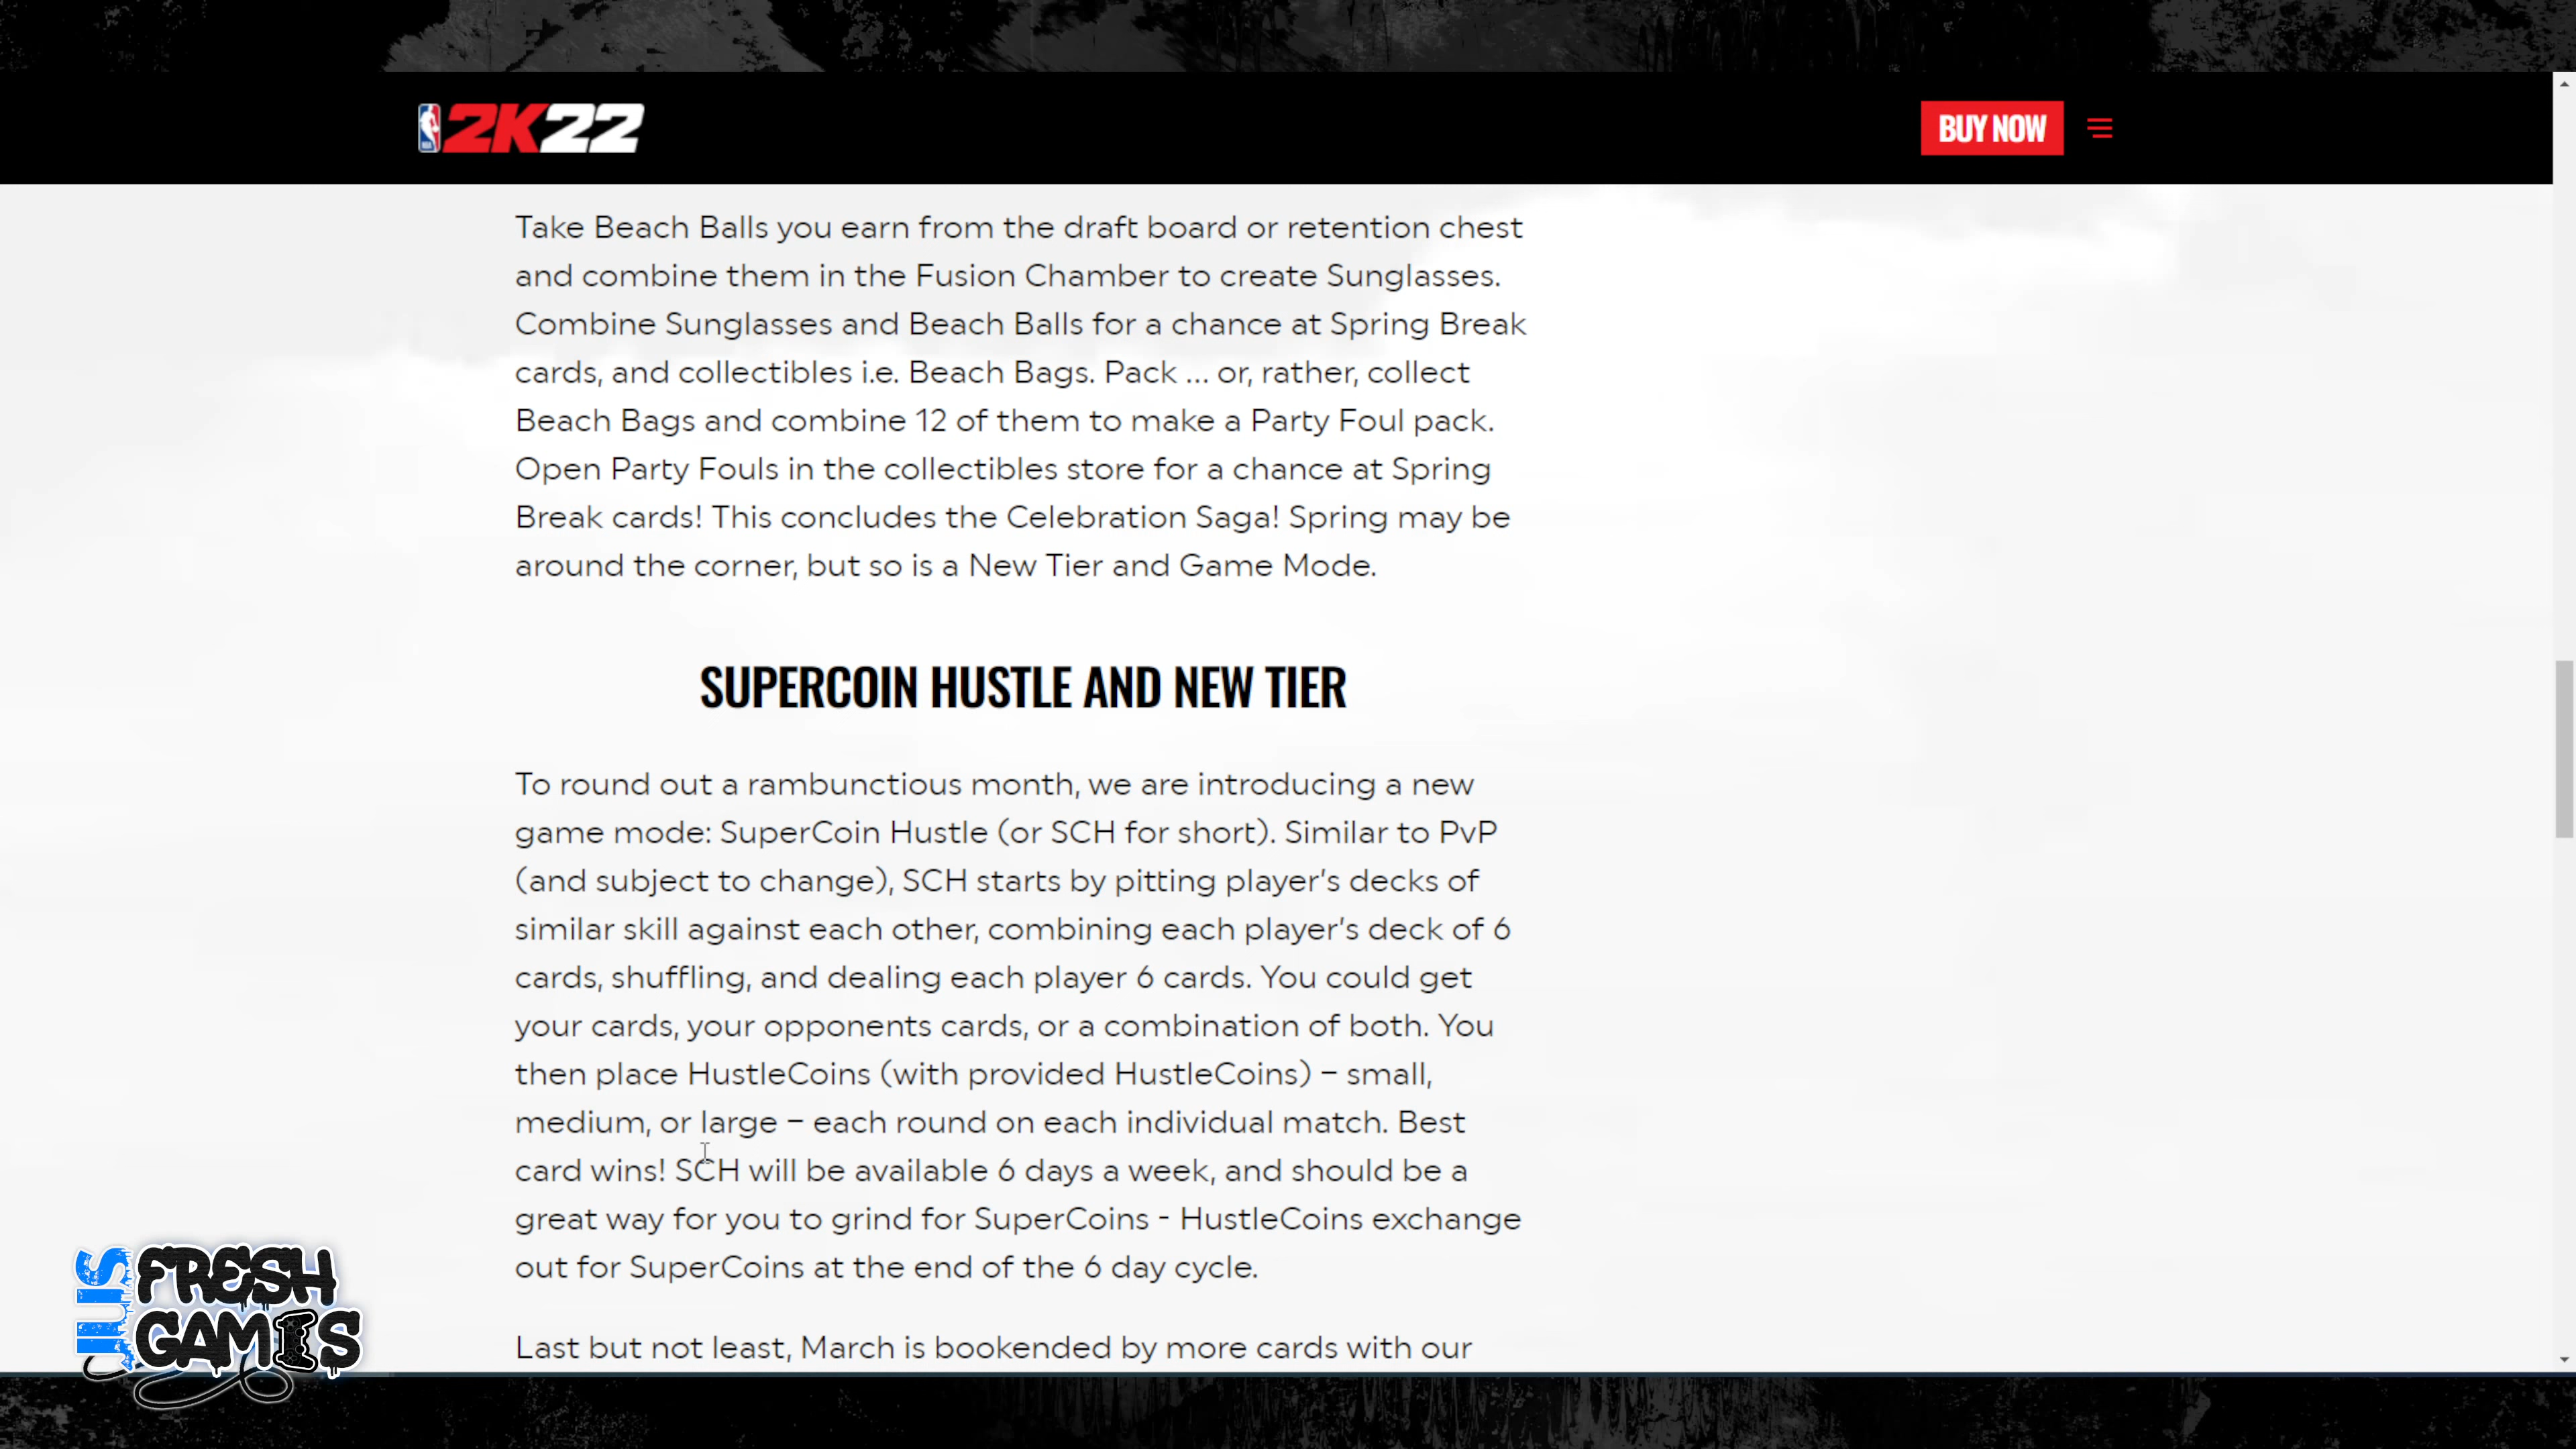 NBA 2K22
BUY NOW
Take Beach Balls you earn from the draft board or retention chest
and combine them in the Fusion Chamber to create Sunglasses.
Combine Sunglasses and Beach Balls for a chance at Spring Break
cards, and collectibles i.e. Beach Bags. Pack ... or, rather, collect
Beach Bags and combine 12 of them to make a Party Foul pack.
Open Party Fouls in the collectibles store for a chance at Spring
Break cards! This concludes the Celebration Saga! Spring may be
around the corner, but so is a New Tier and Game Mode.
SUPERCOIN HUSTLE AND NEW TIER
To round out a rambunctious month, we are introducing a new
game mode: SuperCoin Hustle (or SCH for short). Similar to PvP
(and subject to change), SCH starts by pitting player's decks of
similar skill against each other, combining each player's deck of 6
cards, shuffling, and dealing each player 6 cards. You could get
your cards, your opponents cards, or a combination of both. You
then place HustleCoins (with provided HustleCoins) – small,
medium, or large – each round on each individual match. Best
card wins! SCH will be available 6 days a week, and should be a
great way for you to grind for SuperCoins - HustleCoins exchange
out for SuperCoins at the end of the 6 day cycle.
Last but not least, March is bookended by more cards with our
FRESH
GAMES